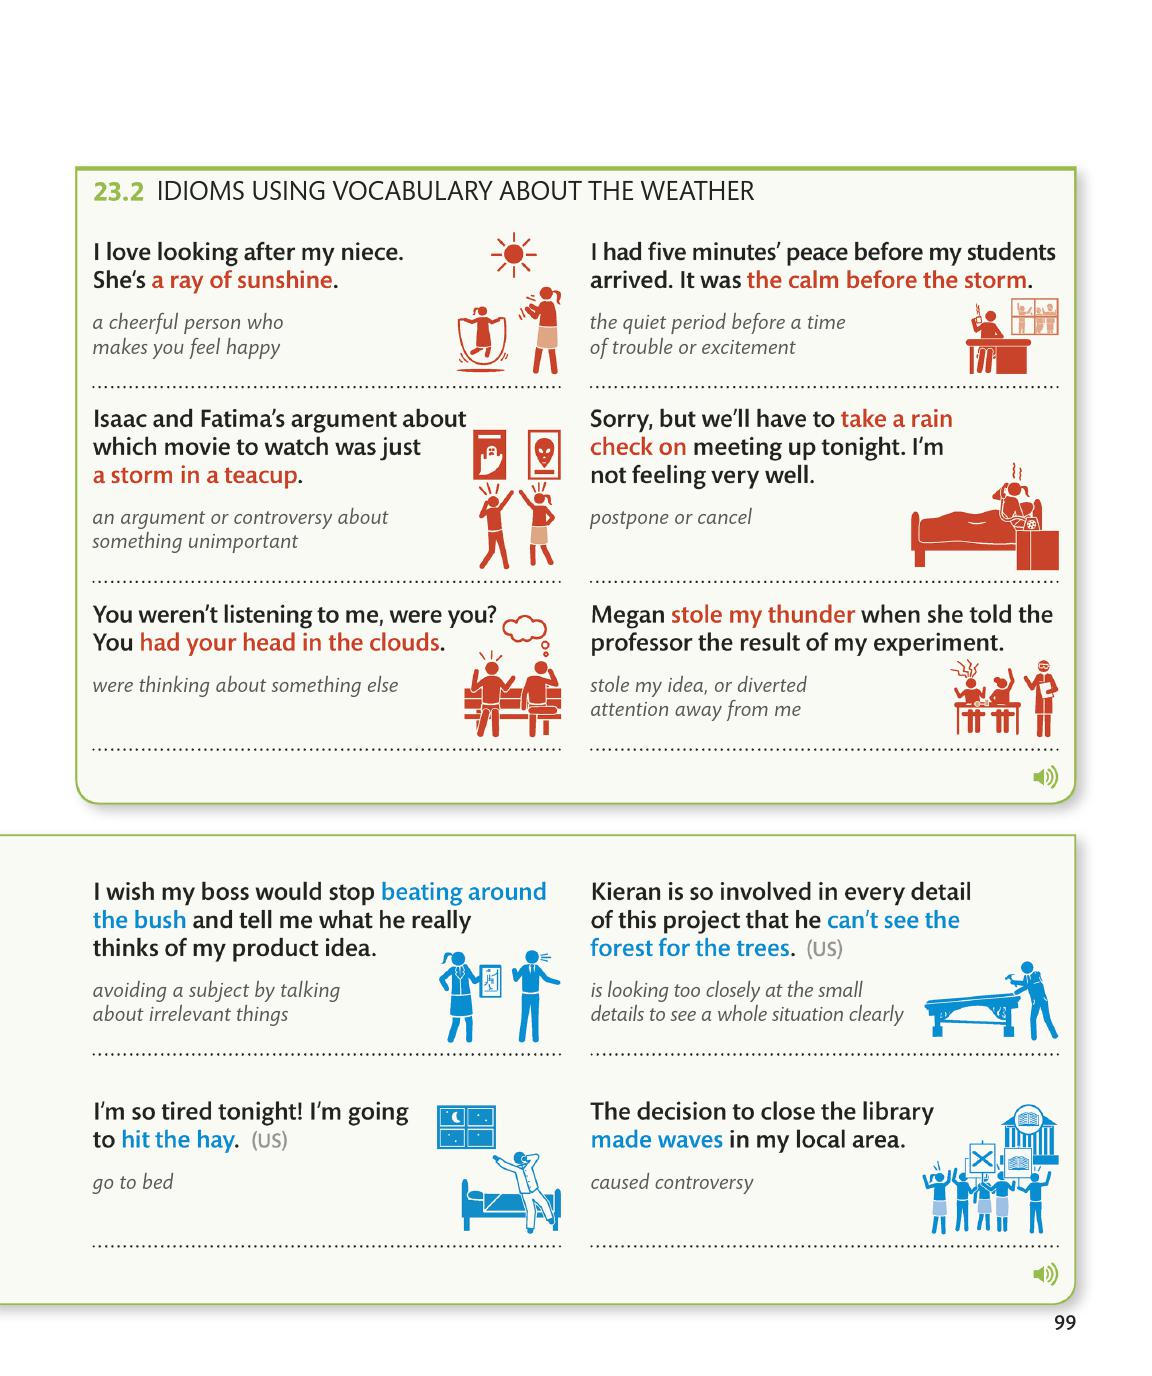 23.2 IDIOMS USING VOCABULARY ABOUT THE WEATHER
I love looking after my niece.
She's a ray of sunshine.
a cheerful person who
makes you feel happy
I had five minutes' peace before my students
arrived. It was the calm before the storm.
the quiet period before a time
of trouble or excitement
Isaac and Fatima's argument about
which movie to watch was just
a storm in a teacup.
an argument or controversy about
something unimportant
Sorry, but we'll have to take a rain
check on meeting up tonight. I'm
not feeling very well.
postpone or cancel
You weren't listening to me, were you?
You had your head in the clouds.
were thinking about something else
Megan stole my thunder when she told the
professor the result of my experiment.
stole my idea, or diverted
attention away from me
I wish my boss would stop beating around
the bush and tell me what he really
thinks of my product idea.
avoiding a subject by talking
about irrelevant things
Kieran is so involved in every detail
of this project that he can't see the
forest for the trees. (US)
is looking too closely at the small
details to see a whole situation clearly
I'm so tired tonight! I'm going
to hit the hay. (US)
go to bed
The decision to close the library
made waves in my local area.
caused controversy
99